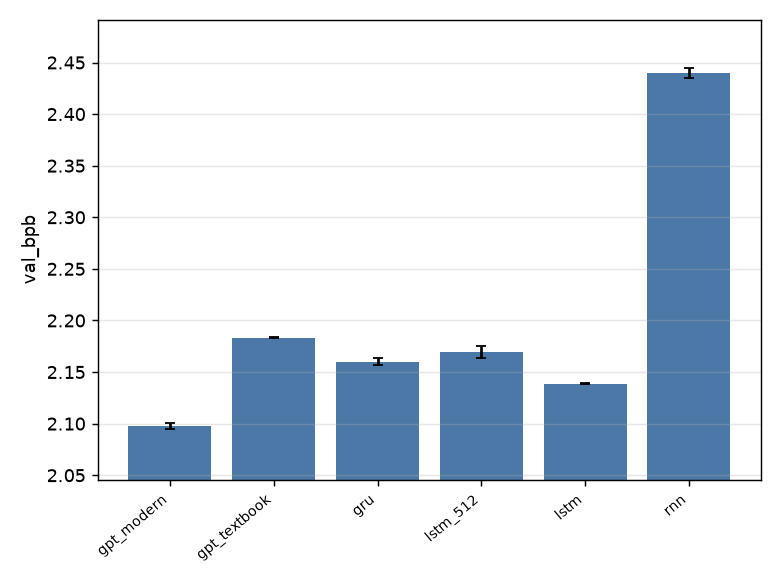 val_bpb
2.45
2.40
2.35
2.30
2.25
2.20
2.15
2.10
2.05
gpt_modern
gpt_textbook
gru
lstm_512
lstm
rnn